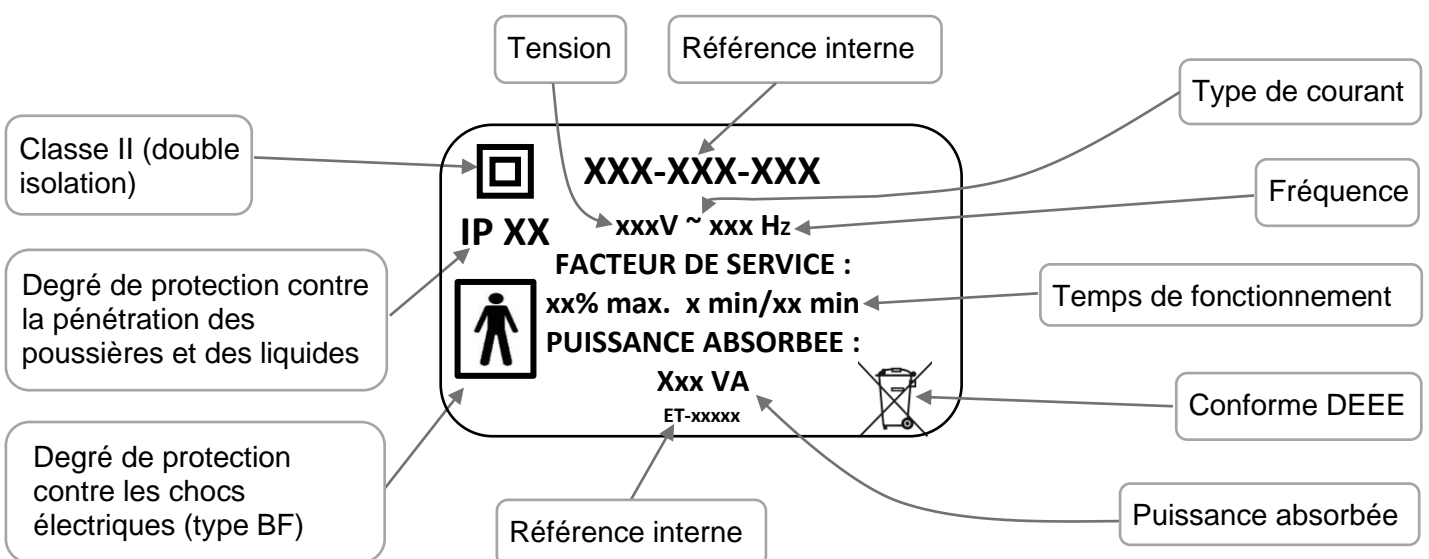 Tension
Référence interne
Type de courant
Classe II (double
isolation)
XXX-XXX-XXX
Fréquence
IP XX
xxxV ~ xxx Hz
FACTEUR DE SERVICE :
Degré de protection contre
la pénétration des
poussières et des liquides
xx% max. x min/xx min
Temps de fonctionnement
PUISSANCE ABSORBEE :
Xxx VA
Conforme DEEE
ET-xxxxx
Degré de protection
contre les chocs
électriques (type BF)
Référence interne
Puissance absorbée